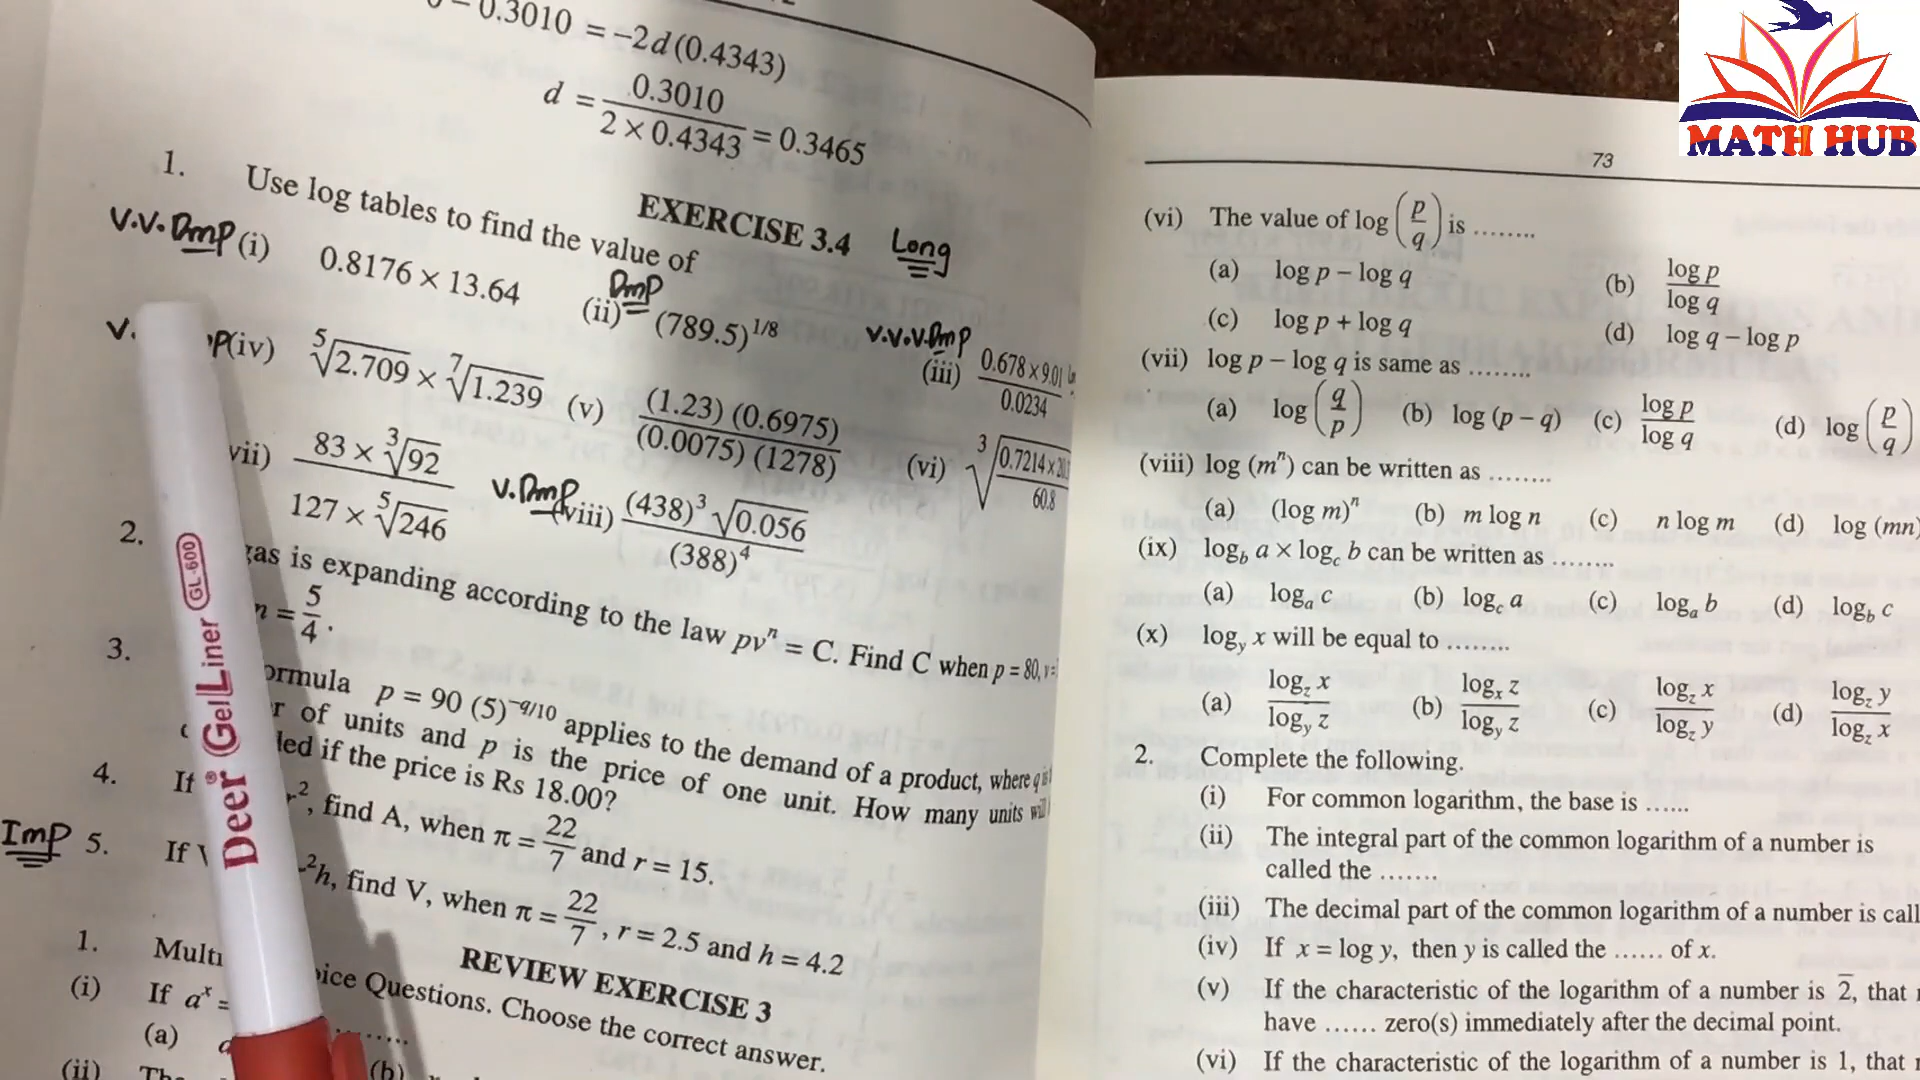 0.3010 = −2d (0.4343)
d = 0.3010 / 2 × 0.4343 = 0.3465
EXERCISE 3.4 Long
1. Use log tables to find the value of
V.V. Imp (i) 0.8176 × 13.64 (ii) Imp (789.5)^1/8 V.V.V. Imp (iii) 0.678 × 9.01 / 0.0234
V. (iv) ⁵√2.709 × ⁷√1.239 (v) (1.23) (0.6975) / (0.0075) (1278) (vi) ³√0.7214 × / 60.8
83 × ³√92 / 127 × ⁵√246 V. Imp (viii) (438)³ √0.056 / (388)⁴
2. gas is expanding according to the law pvⁿ = C. Find C when p = 80,
n = 5/4 .
3. p = 90 (5)^−q/10 applies to the demand of a product, where q
of units and p is the price of one unit. How many units
if the price is Rs 18.00?
4. If r², find A, when π = 22/7 and r = 15.
Imp 5. If h, find V, when π = 22/7 , r = 2.5 and h = 4.2
REVIEW EXERCISE 3
1. Questions. Choose the correct answer.
(i) If aˣ =
(a)
(ii) (b)
MATH HUB
73
(vi) The value of log (p/q) is ........
(a) log p − log q (b) log p / log q
(c) log p + log q (d) log q − log p
(vii) log p − log q is same as ........
(a) log (q/p) (b) log (p − q) (c) log p / log q (d) log (p/q)
(viii) log (mⁿ) can be written as ........
(a) (log m)ⁿ (b) m log n (c) n log m (d) log (mn)
(ix) log_b a × log_c b can be written as ........
(a) log_a c (b) log_c a (c) log_a b (d) log_b c
(x) log_y x will be equal to ........
(a) log_z x / log_y z (b) log_x z / log_y z (c) log_z x / log_z y (d) log_z y / log_z x
2. Complete the following.
(i) For common logarithm, the base is ......
(ii) The integral part of the common logarithm of a number is
called the .......
(iii) The decimal part of the common logarithm of a number is
(iv) If x = log y, then y is called the ...... of x.
(v) If the characteristic of the logarithm of a number is 2̅, that
have ...... zero(s) immediately after the decimal point.
(vi) If the characteristic of the logarithm of a number is 1, that
Deer® Gel Liner GL-600